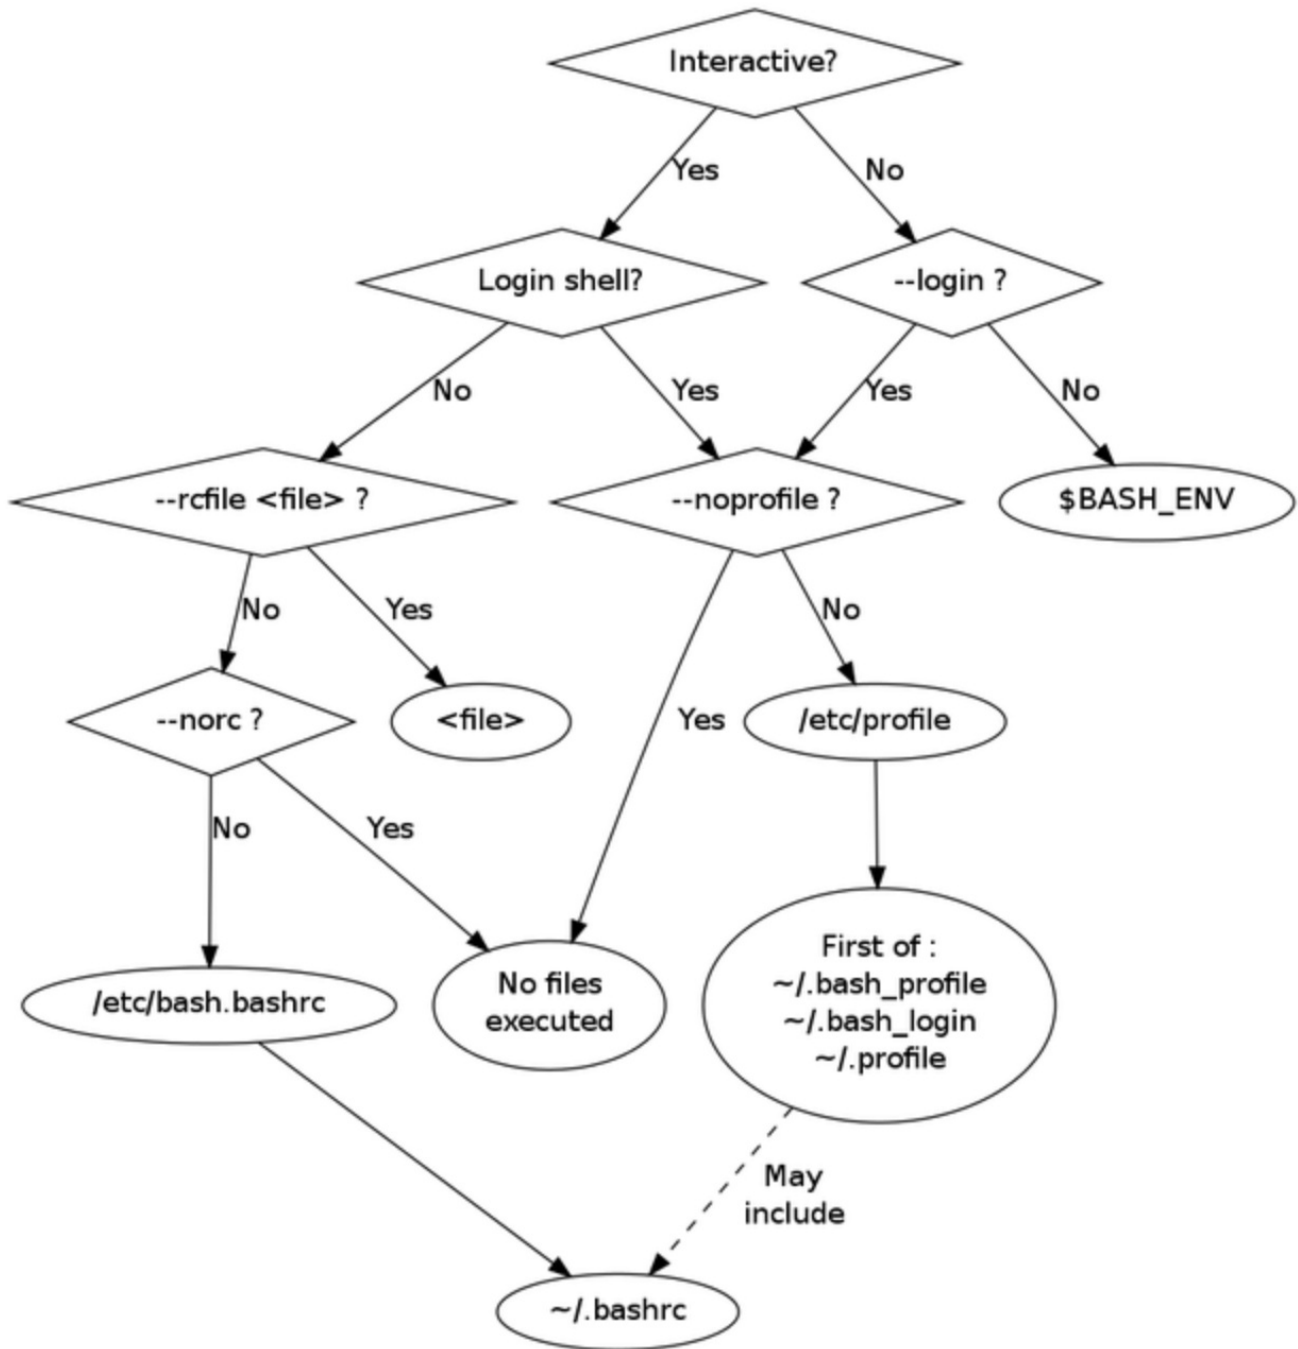 Interactive?
Yes
No
Login shell?
--login ?
No
Yes
Yes
No
--rcfile <file> ?
--noprofile ?
$BASH_ENV
No
Yes
No
--norc ?
<file>
Yes
/etc/profile
No
Yes
/etc/bash.bashrc
No files
executed
First of :
~/.bash_profile
~/.bash_login
~/.profile
May
include
~/.bashrc